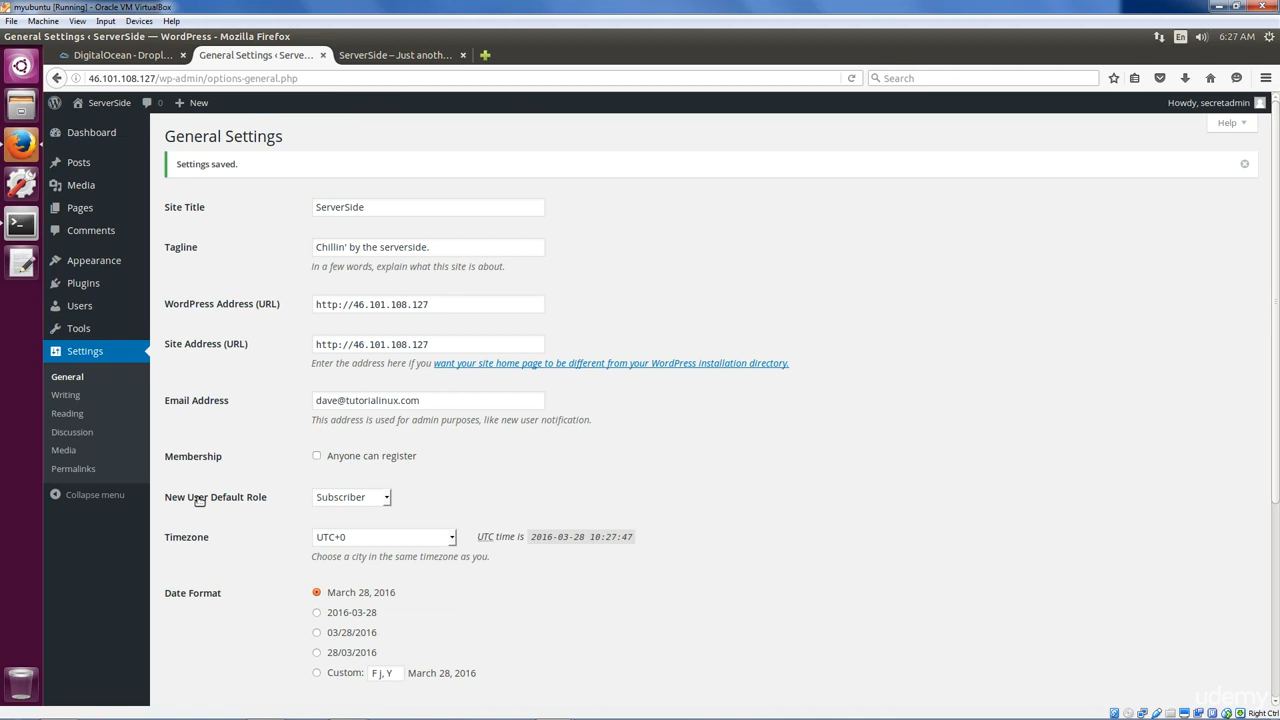 myubuntu [Running] - Oracle VM VirtualBox
File Machine View Input Devices Help
General Settings ‹ ServerSide — WordPress - Mozilla Firefox
En 6:27 AM
DigitalOcean - Dropl... × General Settings ‹ Serve... × ServerSide – Just anoth... ×
46.101.108.127/wp-admin/options-general.php
Search
ServerSide 0 New
Howdy, secretadmin
Help
Dashboard
Posts
Media
Pages
Comments
Appearance
Plugins
Users
Tools
Settings
General
Writing
Reading
Discussion
Media
Permalinks
Collapse menu
General Settings
Settings saved.
Site Title ServerSide
Tagline Chillin' by the serverside.
In a few words, explain what this site is about.
WordPress Address (URL) http://46.101.108.127
Site Address (URL) http://46.101.108.127
Enter the address here if you want your site home page to be different from your WordPress installation directory.
Email Address dave@tutorialinux.com
This address is used for admin purposes, like new user notification.
Membership Anyone can register
New User Default Role Subscriber
Timezone UTC+0 UTC time is 2016-03-28 10:27:47
Choose a city in the same timezone as you.
Date Format March 28, 2016
2016-03-28
03/28/2016
28/03/2016
Custom: F j, Y March 28, 2016
udemy
Right Ctrl